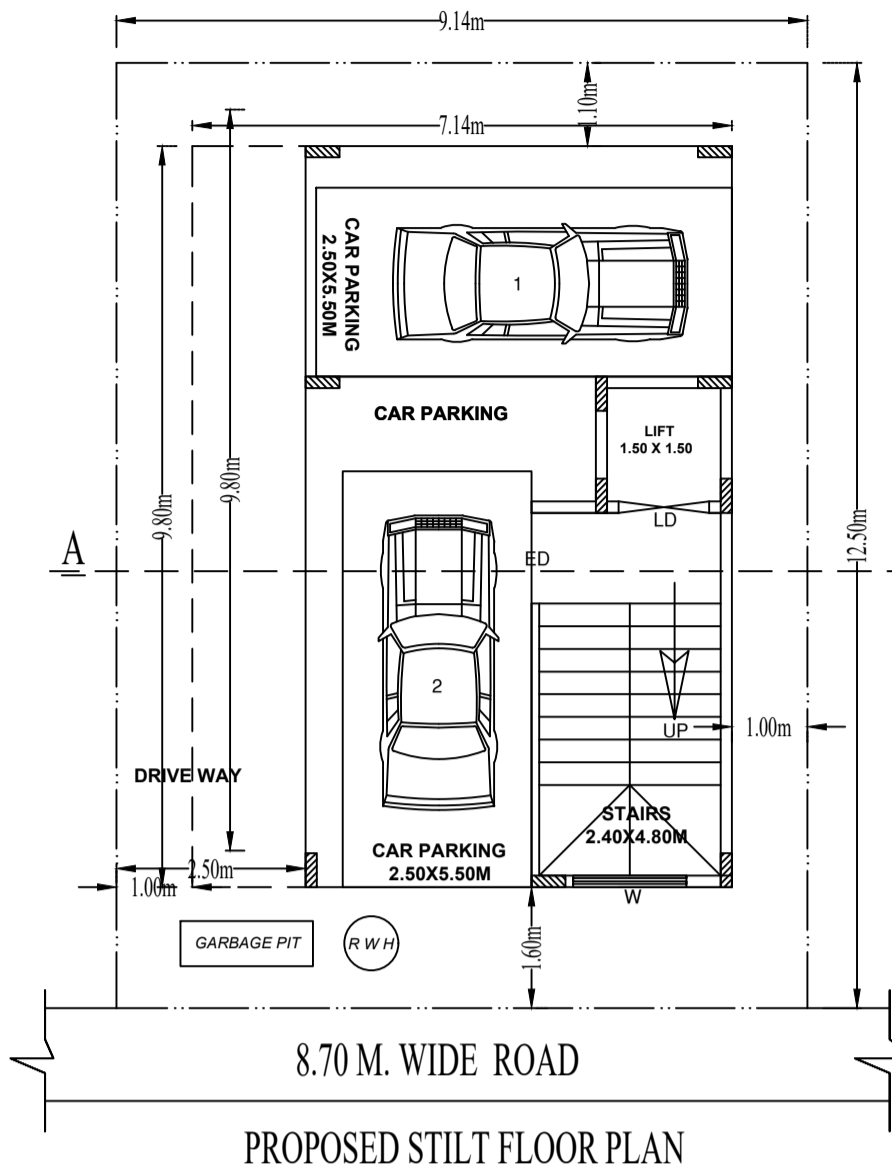 9.14m
1.10m
7.14m
CAR PARKING
2.50X5.50M
1
CAR PARKING
LIFT
1.50 X 1.50
9.80m
9.80m
12.50m
LD
A
ED
2
UP
1.00m
DRIVE WAY
STAIRS
2.40X4.80M
CAR PARKING
2.50X5.50M
2.50m
1.00m
W
GARBAGE PIT
R W H
1.60m
8.70 M. WIDE ROAD
PROPOSED STILT FLOOR PLAN